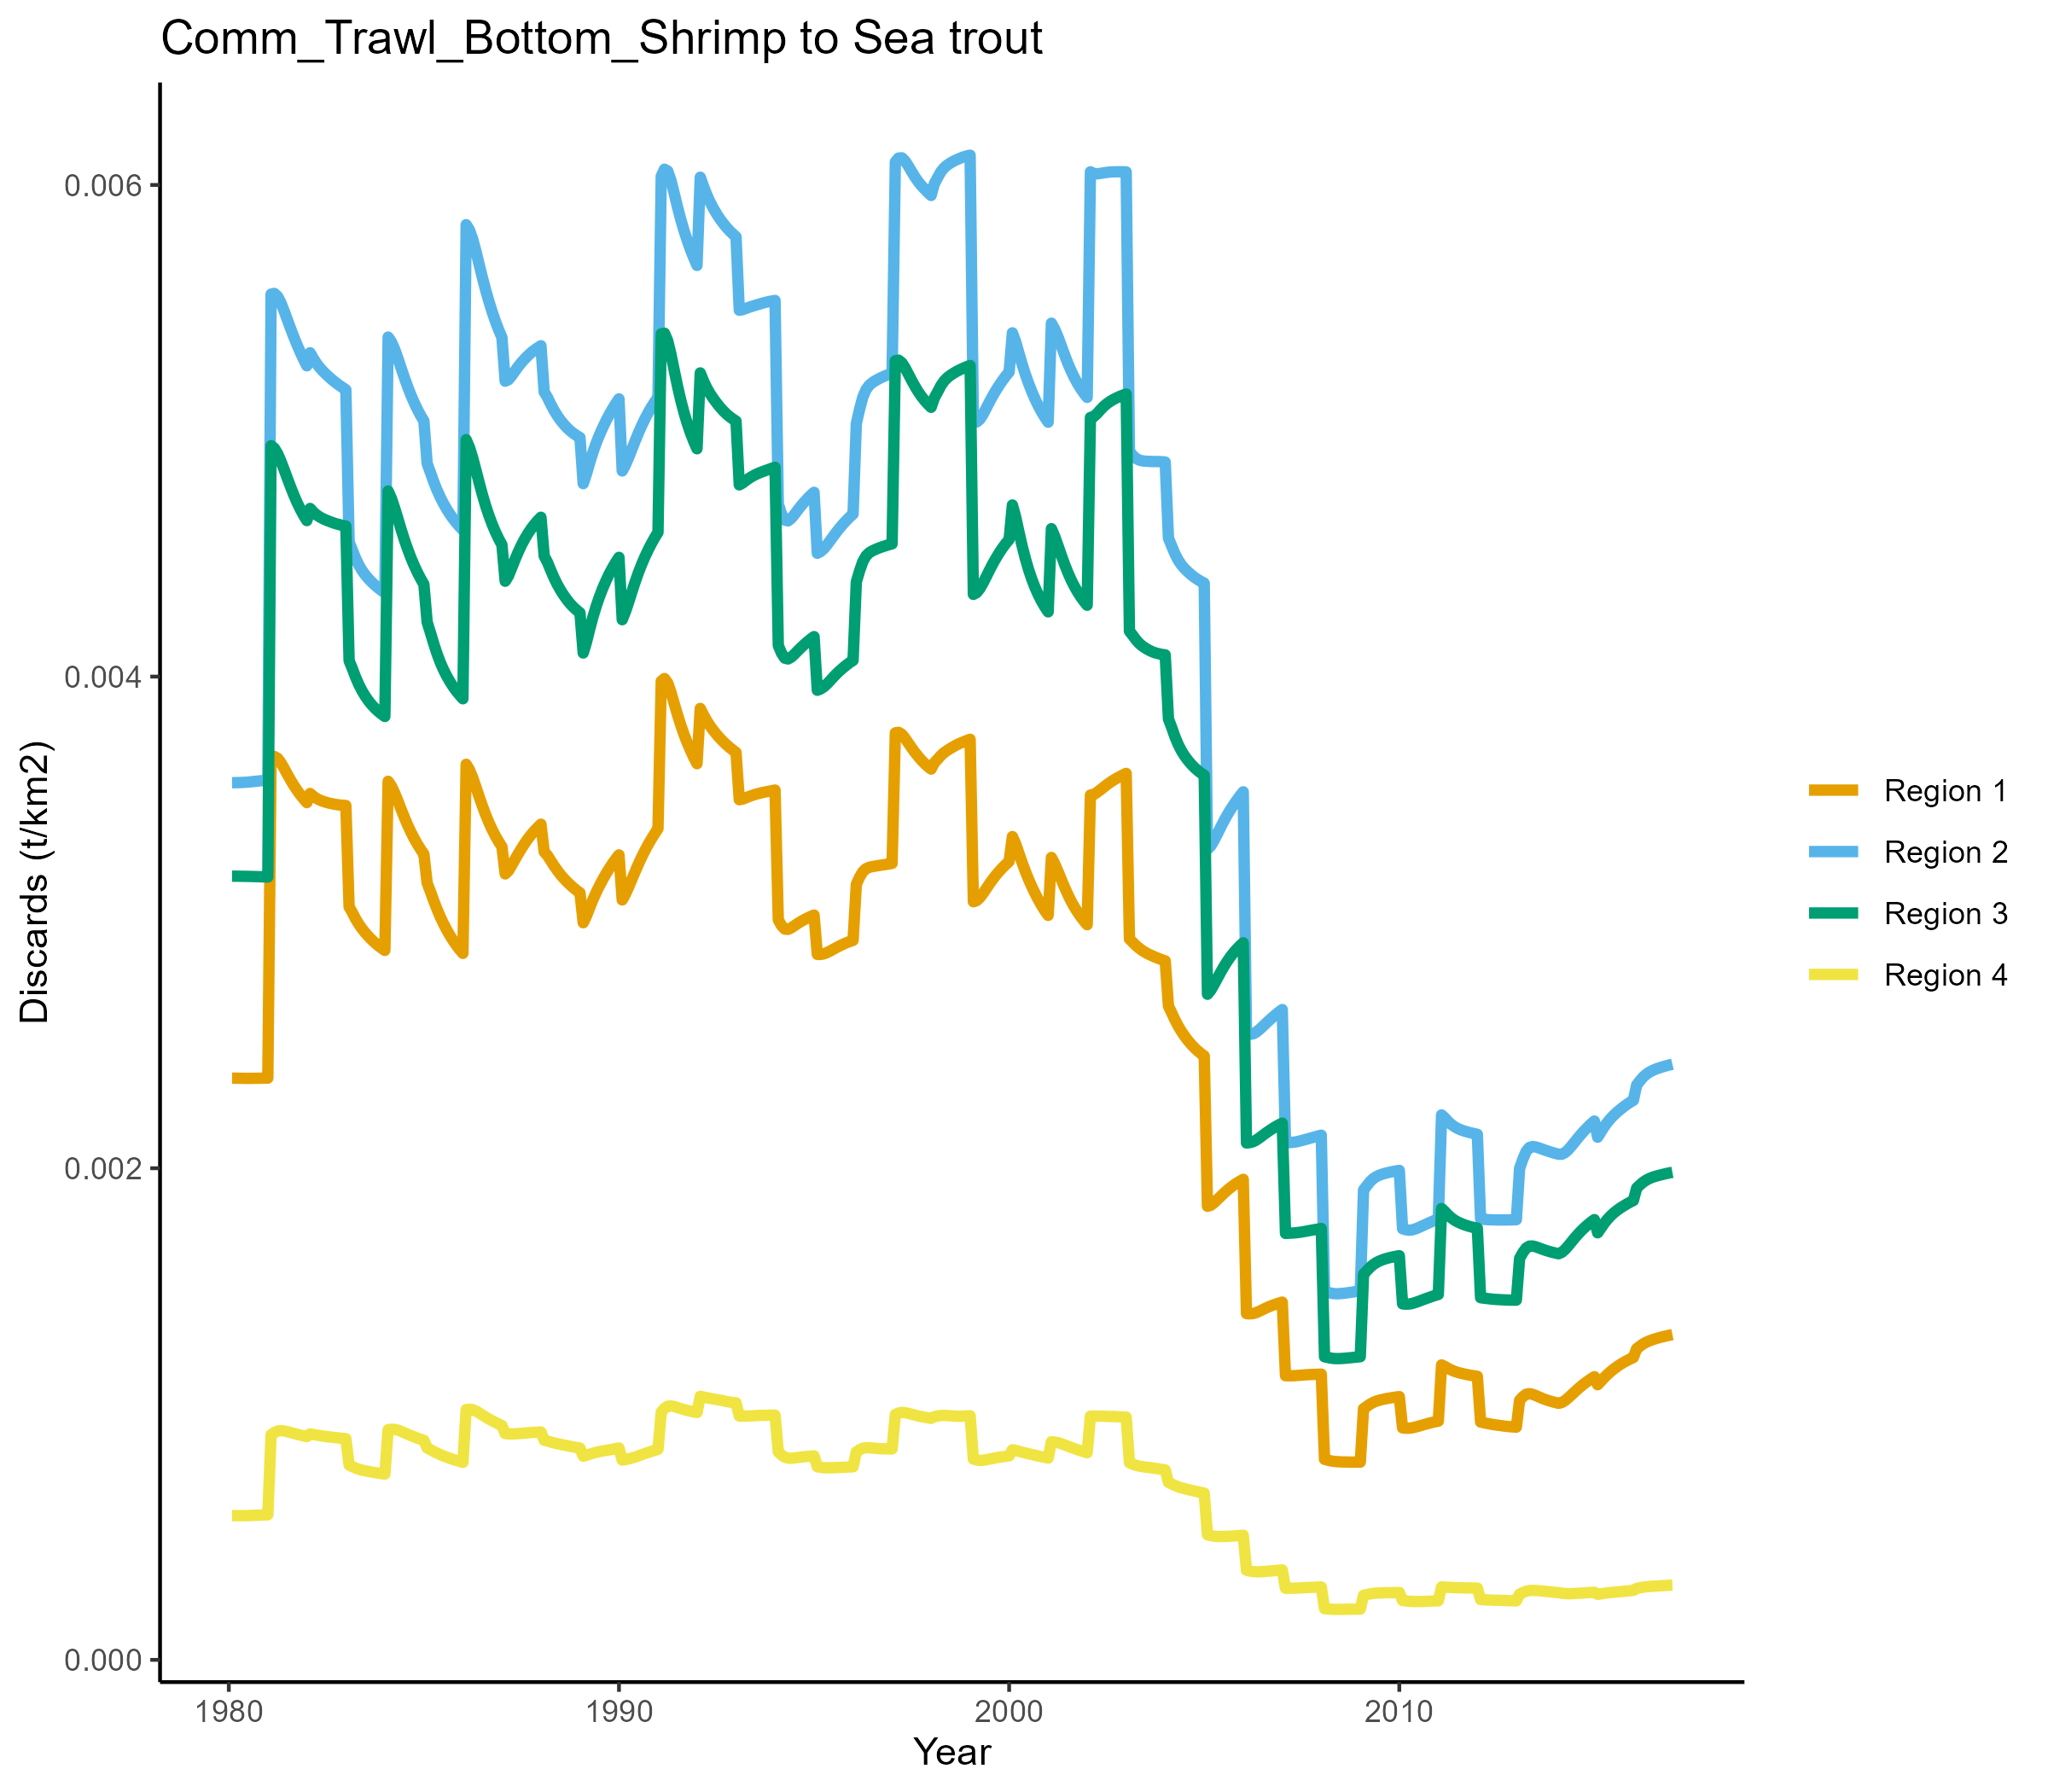 Comm_Trawl_Bottom_Shrimp to Sea trout
Discards (t/km2)
0.006
0.004
0.002
0.000
1980
1990
2000
2010
Year
Region 1
Region 2
Region 3
Region 4